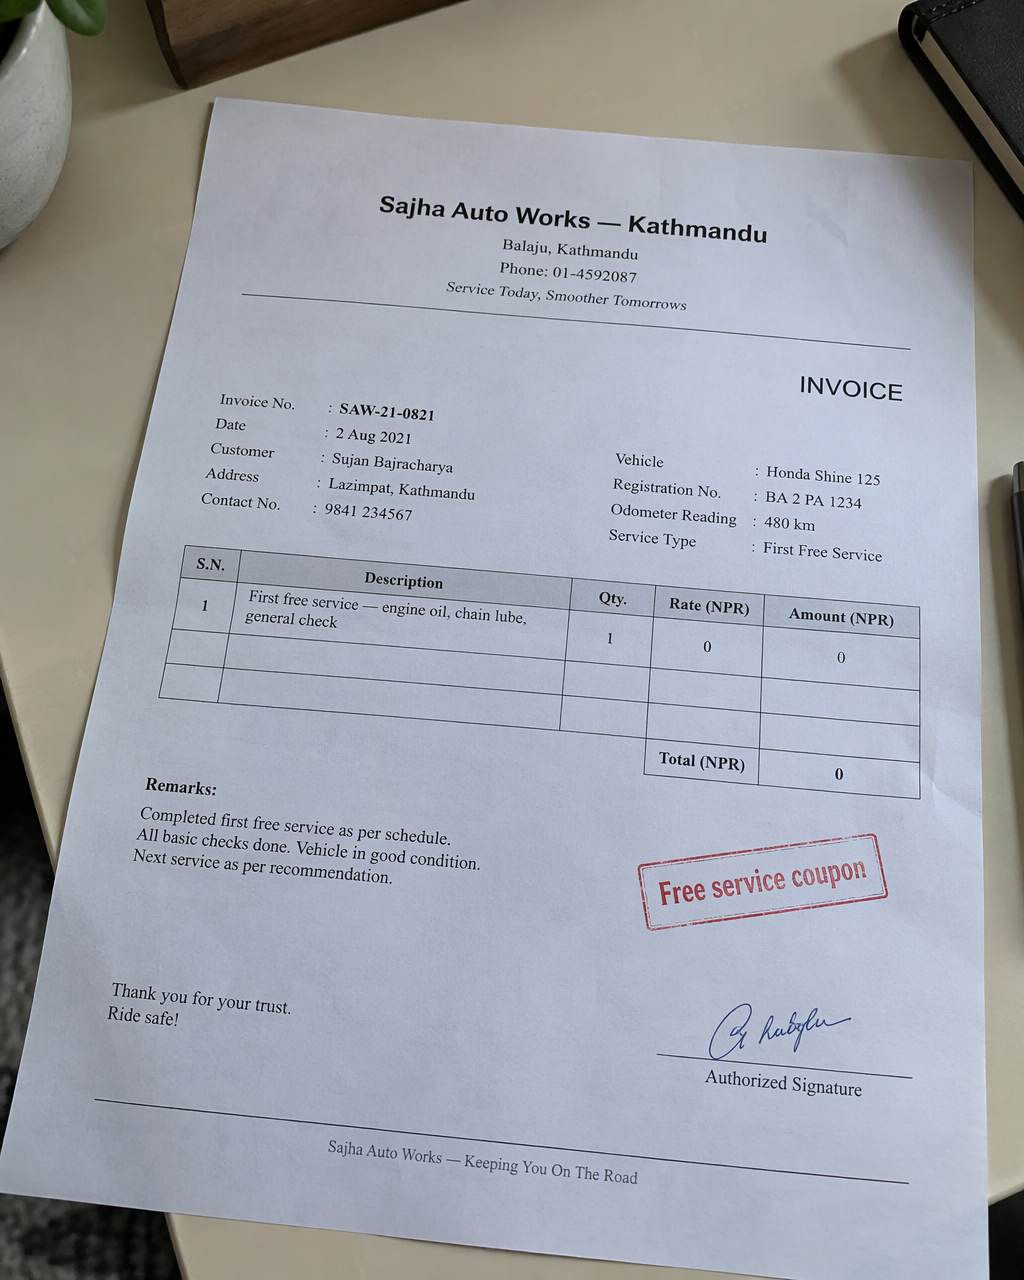 Sajha Auto Works — Kathmandu
Balaju, Kathmandu
Phone: 01-4592087
Service Today, Smoother Tomorrows
INVOICE
Invoice No. : SAW-21-0821
Date : 2 Aug 2021
Customer : Sujan Bajracharya
Address : Lazimpat, Kathmandu
Contact No. : 9841 234567
Vehicle : Honda Shine 125
Registration No. : BA 2 PA 1234
Odometer Reading : 480 km
Service Type : First Free Service
S.N. Description Qty. Rate (NPR) Amount (NPR)
1 First free service — engine oil, chain lube, 1 0 0
general check
Total (NPR) 0
Remarks:
Completed first free service as per schedule.
All basic checks done. Vehicle in good condition.
Next service as per recommendation.
Free service coupon
Thank you for your trust.
Ride safe!
Authorized Signature
Sajha Auto Works — Keeping You On The Road